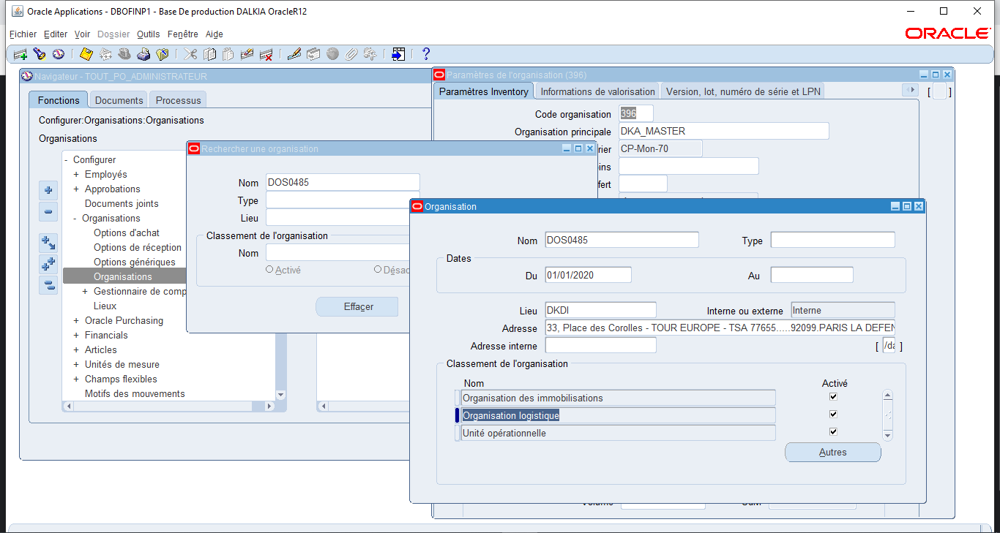 Oracle Applications - DBOFINP1 - Base De production DALKIA OracleR12
Fichier Editer Voir Dossier Outils Fenêtre Aide
ORACLE
Navigateur - TOUT_PO_ADMINISTRATEUR
Fonctions Documents Processus
Configurer:Organisations:Organisations
Organisations
- Configurer
+ Employés
+ Approbations
Documents joints
- Organisations
Options d'achat
Options de réception
Options génériques
Organisations
+ Gestionnaire de comp
Lieux
+ Oracle Purchasing
+ Financials
+ Articles
+ Unités de mesure
+ Champs flexibles
Motifs des mouvements
Paramètres de l'organisation (396)
Paramètres Inventory Informations de valorisation Version, lot, numéro de série et LPN [ ]
Code organisation 396
Organisation principale DKA_MASTER
rier CP-Mon-70
ins
fert
Rechercher une organisation
Nom DOS0485
Type
Lieu
Classement de l'organisation
Nom
Activé Désac
Effacer
Organisation
Nom DOS0485 Type
Dates
Du 01/01/2020 Au
Lieu DKDI Interne ou externe Interne
Adresse 33, Place des Corolles - TOUR EUROPE - TSA 77655.....92099.PARIS LA DEFEN
Adresse interne [ /da ]
Classement de l'organisation
Nom Activé
Organisation des immobilisations
Organisation logistique
Unité opérationnelle
Autres